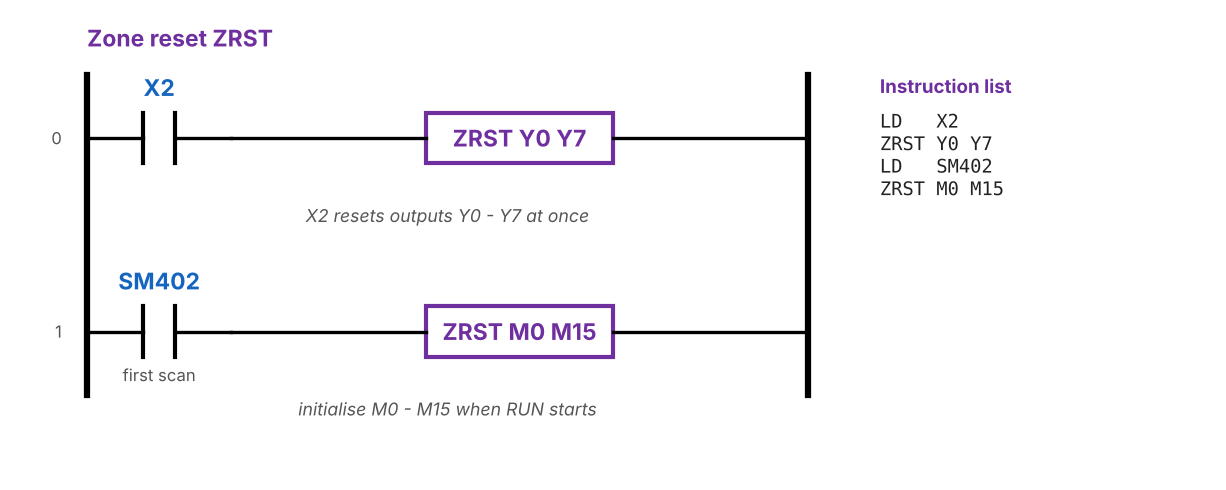 Zone reset ZRST
X2
0
ZRST Y0 Y7
X2 resets outputs Y0 - Y7 at once
SM402
1
ZRST M0 M15
first scan
initialise M0 - M15 when RUN starts
Instruction list
LD   X2
ZRST Y0 Y7
LD   SM402
ZRST M0 M15